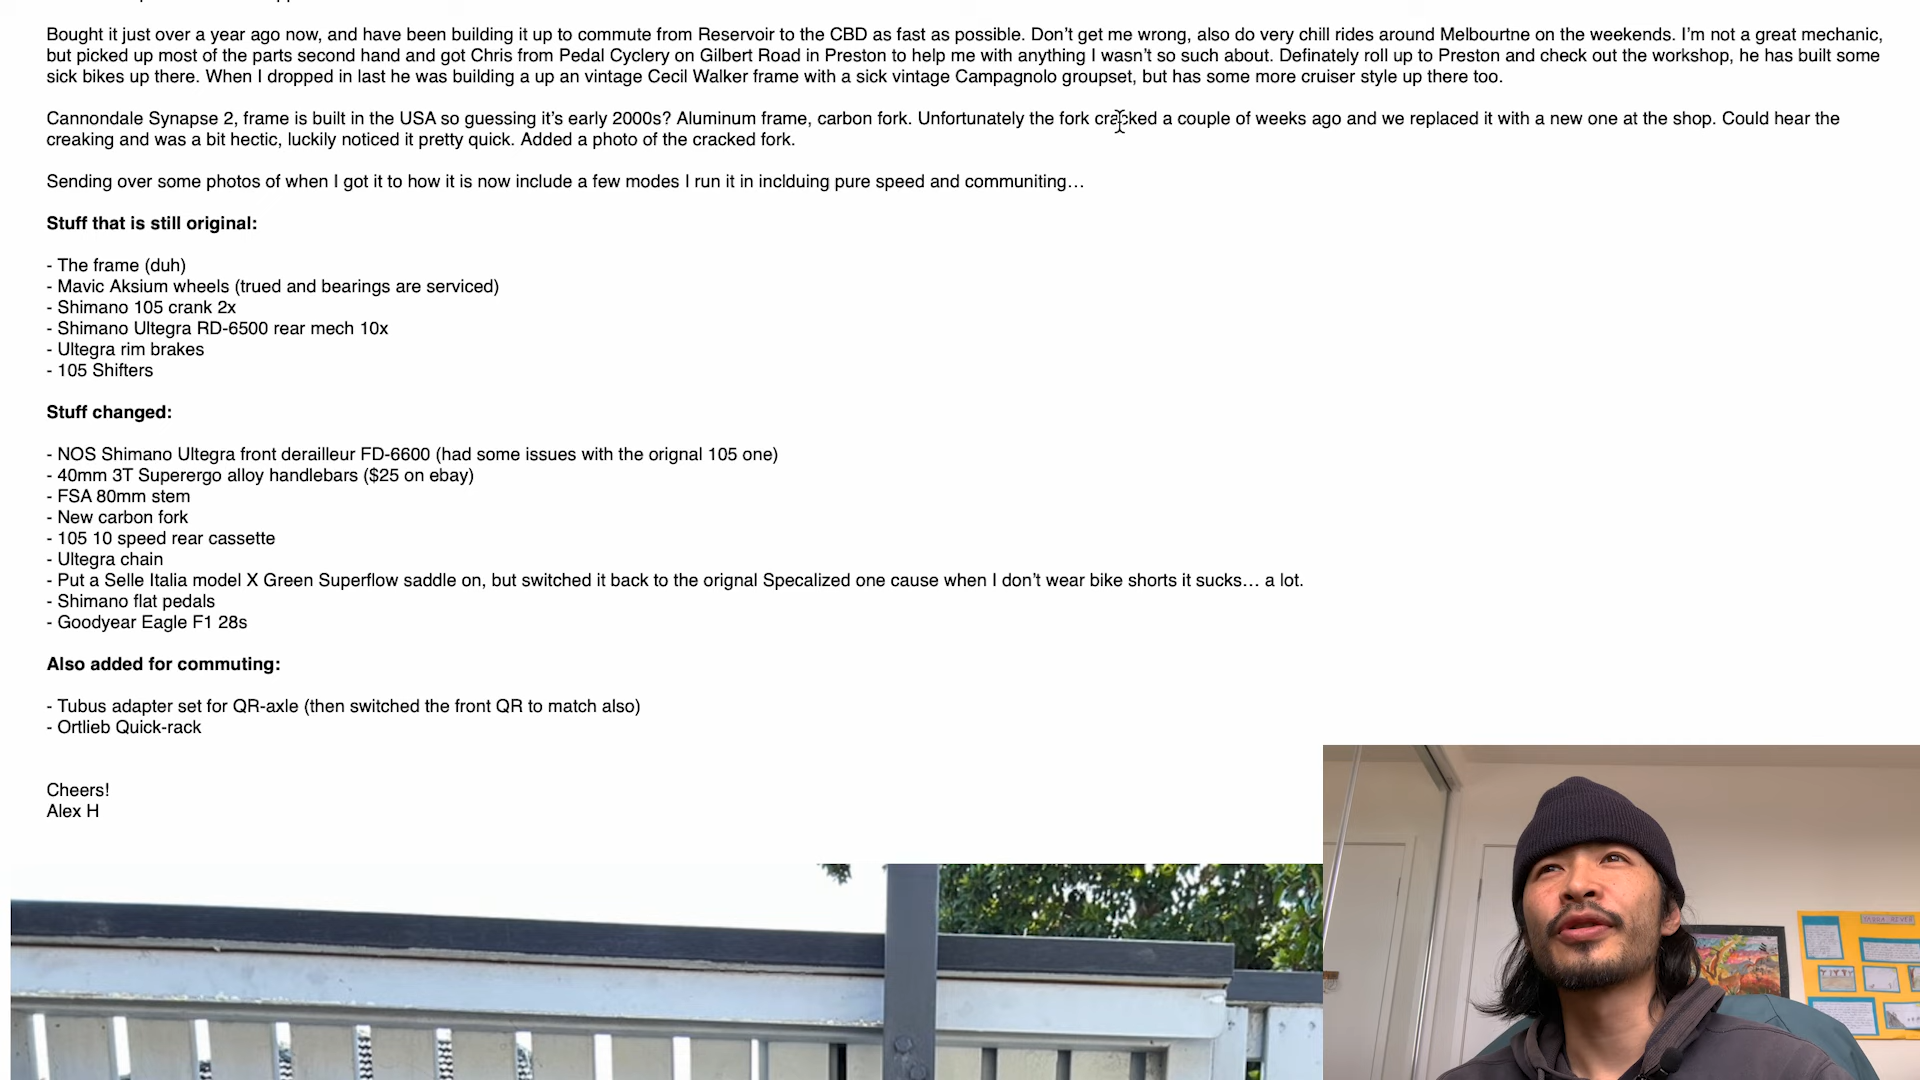 Bought it just over a year ago now, and have been building it up to commute from Reservoir to the CBD as fast as possible. Don’t get me wrong, also do very chill rides around Melbourtne on the weekends. I’m not a great mechanic,
but picked up most of the parts second hand and got Chris from Pedal Cyclery on Gilbert Road in Preston to help me with anything I wasn’t so such about. Definately roll up to Preston and check out the workshop, he has built some
sick bikes up there. When I dropped in last he was building a up an vintage Cecil Walker frame with a sick vintage Campagnolo groupset, but has some more cruiser style up there too.
Cannondale Synapse 2, frame is built in the USA so guessing it’s early 2000s? Aluminum frame, carbon fork. Unfortunately the fork cracked a couple of weeks ago and we replaced it with a new one at the shop. Could hear the
creaking and was a bit hectic, luckily noticed it pretty quick. Added a photo of the cracked fork.
Sending over some photos of when I got it to how it is now include a few modes I run it in inclduing pure speed and communiting…
Stuff that is still original:
- The frame (duh)
- Mavic Aksium wheels (trued and bearings are serviced)
- Shimano 105 crank 2x
- Shimano Ultegra RD-6500 rear mech 10x
- Ultegra rim brakes
- 105 Shifters
Stuff changed:
- NOS Shimano Ultegra front derailleur FD-6600 (had some issues with the orignal 105 one)
- 40mm 3T Superergo alloy handlebars ($25 on ebay)
- FSA 80mm stem
- New carbon fork
- 105 10 speed rear cassette
- Ultegra chain
- Put a Selle Italia model X Green Superflow saddle on, but switched it back to the orignal Specalized one cause when I don’t wear bike shorts it sucks… a lot.
- Shimano flat pedals
- Goodyear Eagle F1 28s
Also added for commuting:
- Tubus adapter set for QR-axle (then switched the front QR to match also)
- Ortlieb Quick-rack
Cheers!
Alex H